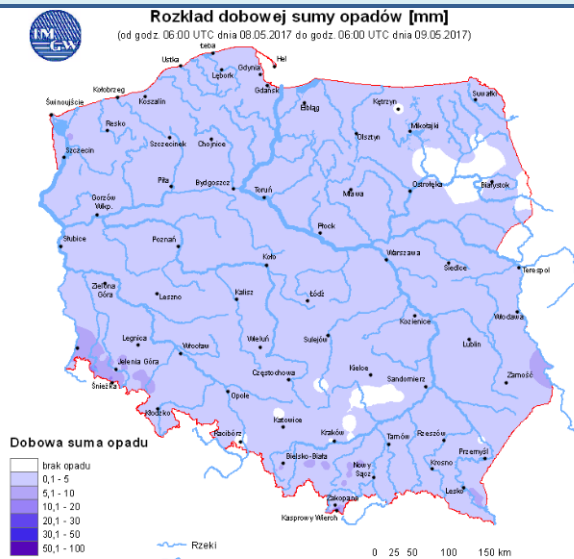 IM
GW
Rozkład dobowej sumy opadów [mm]
(od godz. 06:00 UTC dnia 08.05.2017 do godz. 06:00 UTC dnia 09.05.2017)
Łeba
Ustka
Hel
Gdynia
Lębork
Suwałki
Gdańsk
Kołobrzeg
Koszalin
Kętrzyn
Elbląg
Świnoujście
Resko
Mikołajki
Olsztyn
Szczecinek
Chojnice
Szczecin
Piła
Bydgoszcz
Białystok
Ostrołęka
Mława
Toruń
Gorzów
Wlkp.
Płock
Słubice
Poznań
Warszawa
Koło
Siedlce
Terespol
Zielona
Góra
Leszno
Kalisz
Łódź
Włodawa
Kozienice
Legnica
Wrocław
Wieluń
Sulejów
Lublin
Jelenia Góra
Kielce
Zamość
Częstochowa
Sandomierz
Śnieżka
Opole
Kłodzko
Katowice
Racibórz
Kraków
Tarnów
Rzeszów
Dobowa suma opadu
Bielsko-Biała
Nowy
Sącz
Przemyśl
Krosno
brak opadu
Lesko
0,1 - 5
5,1 - 10
Zakopane
10,1 - 20
Kasprowy Wierch
20,1 - 30
30,1 - 50
50,1 - 100
Rzeki
0 25 50 100 150 km